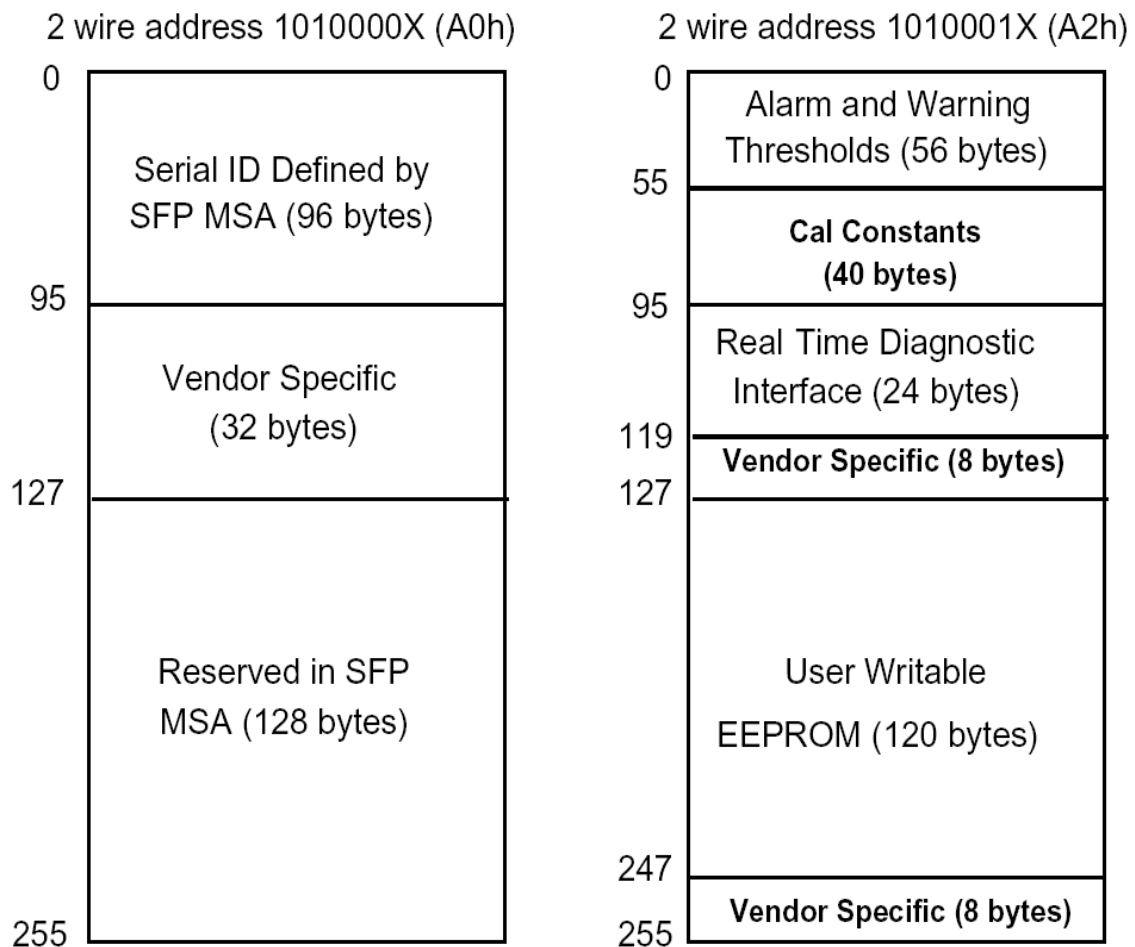 2 wire address 1010000X (A0h)
0
Serial ID Defined by
SFP MSA (96 bytes)
95
Vendor Specific
(32 bytes)
127
Reserved in SFP
MSA (128 bytes)
255
2 wire address 1010001X (A2h)
0
Alarm and Warning
Thresholds (56 bytes)
55
Cal Constants
(40 bytes)
95
Real Time Diagnostic
Interface (24 bytes)
119
Vendor Specific (8 bytes)
127
User Writable
EEPROM (120 bytes)
247
Vendor Specific (8 bytes)
255